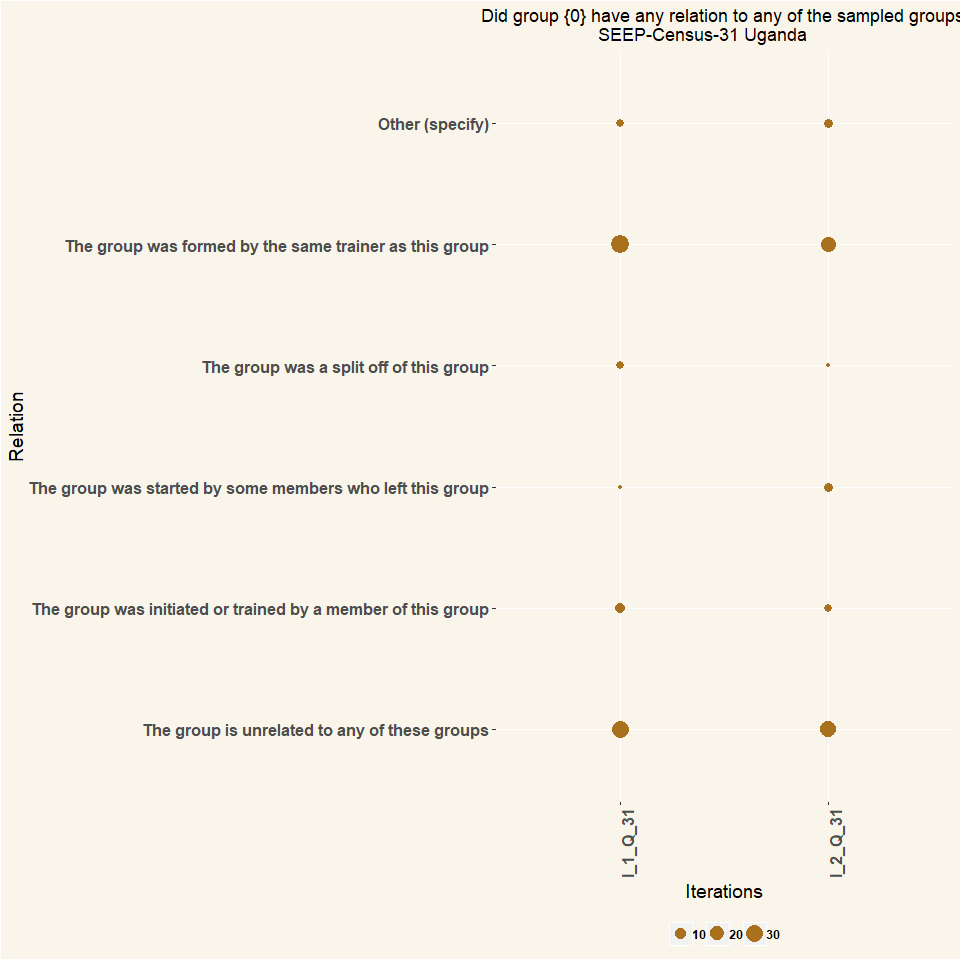 Did group {0} have any relation to any of the sampled groups
SEEP-Census-31 Uganda
Other (specify)
The group was formed by the same trainer as this group
The group was a split off of this group
Relation
The group was started by some members who left this group
The group was initiated or trained by a member of this group
The group is unrelated to any of these groups
I_1_Q_31
I_2_Q_31
Iterations
10 20 30